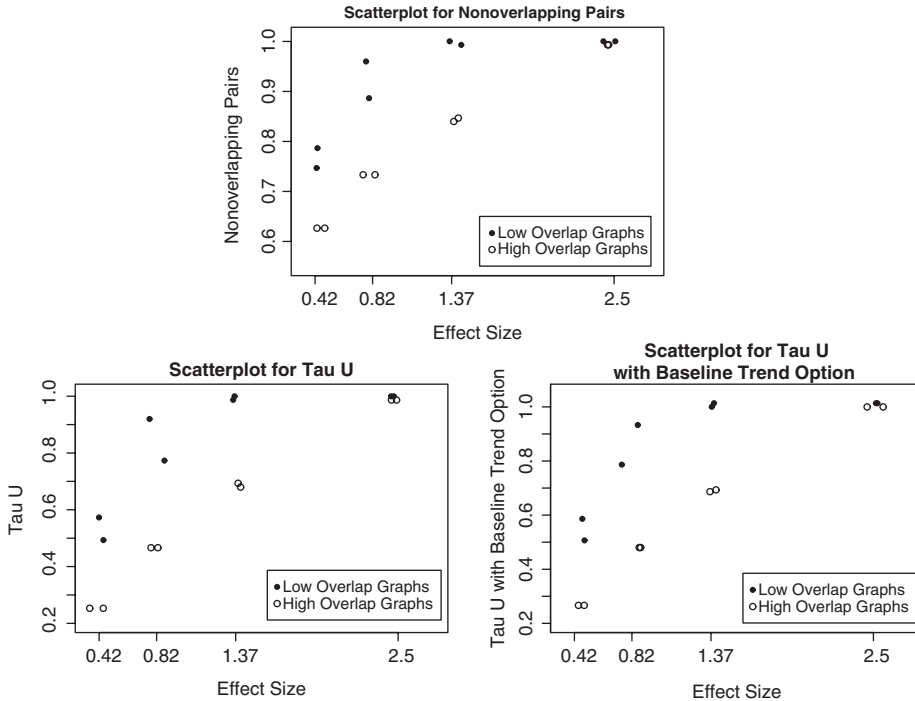 Scatterplot for Nonoverlapping Pairs
Nonoverlapping Pairs
1.0
0.9
0.8
0.7
0.6
Low Overlap Graphs
High Overlap Graphs
0.42 0.82 1.37 2.5
Effect Size
Scatterplot for Tau U
Tau U
1.0
0.8
0.6
0.4
0.2
Low Overlap Graphs
High Overlap Graphs
0.42 0.82 1.37 2.5
Effect Size
Scatterplot for Tau U
with Baseline Trend Option
Tau U with Baseline Trend Option
1.0
0.8
0.6
0.4
0.2
Low Overlap Graphs
High Overlap Graphs
0.42 0.82 1.37 2.5
Effect Size